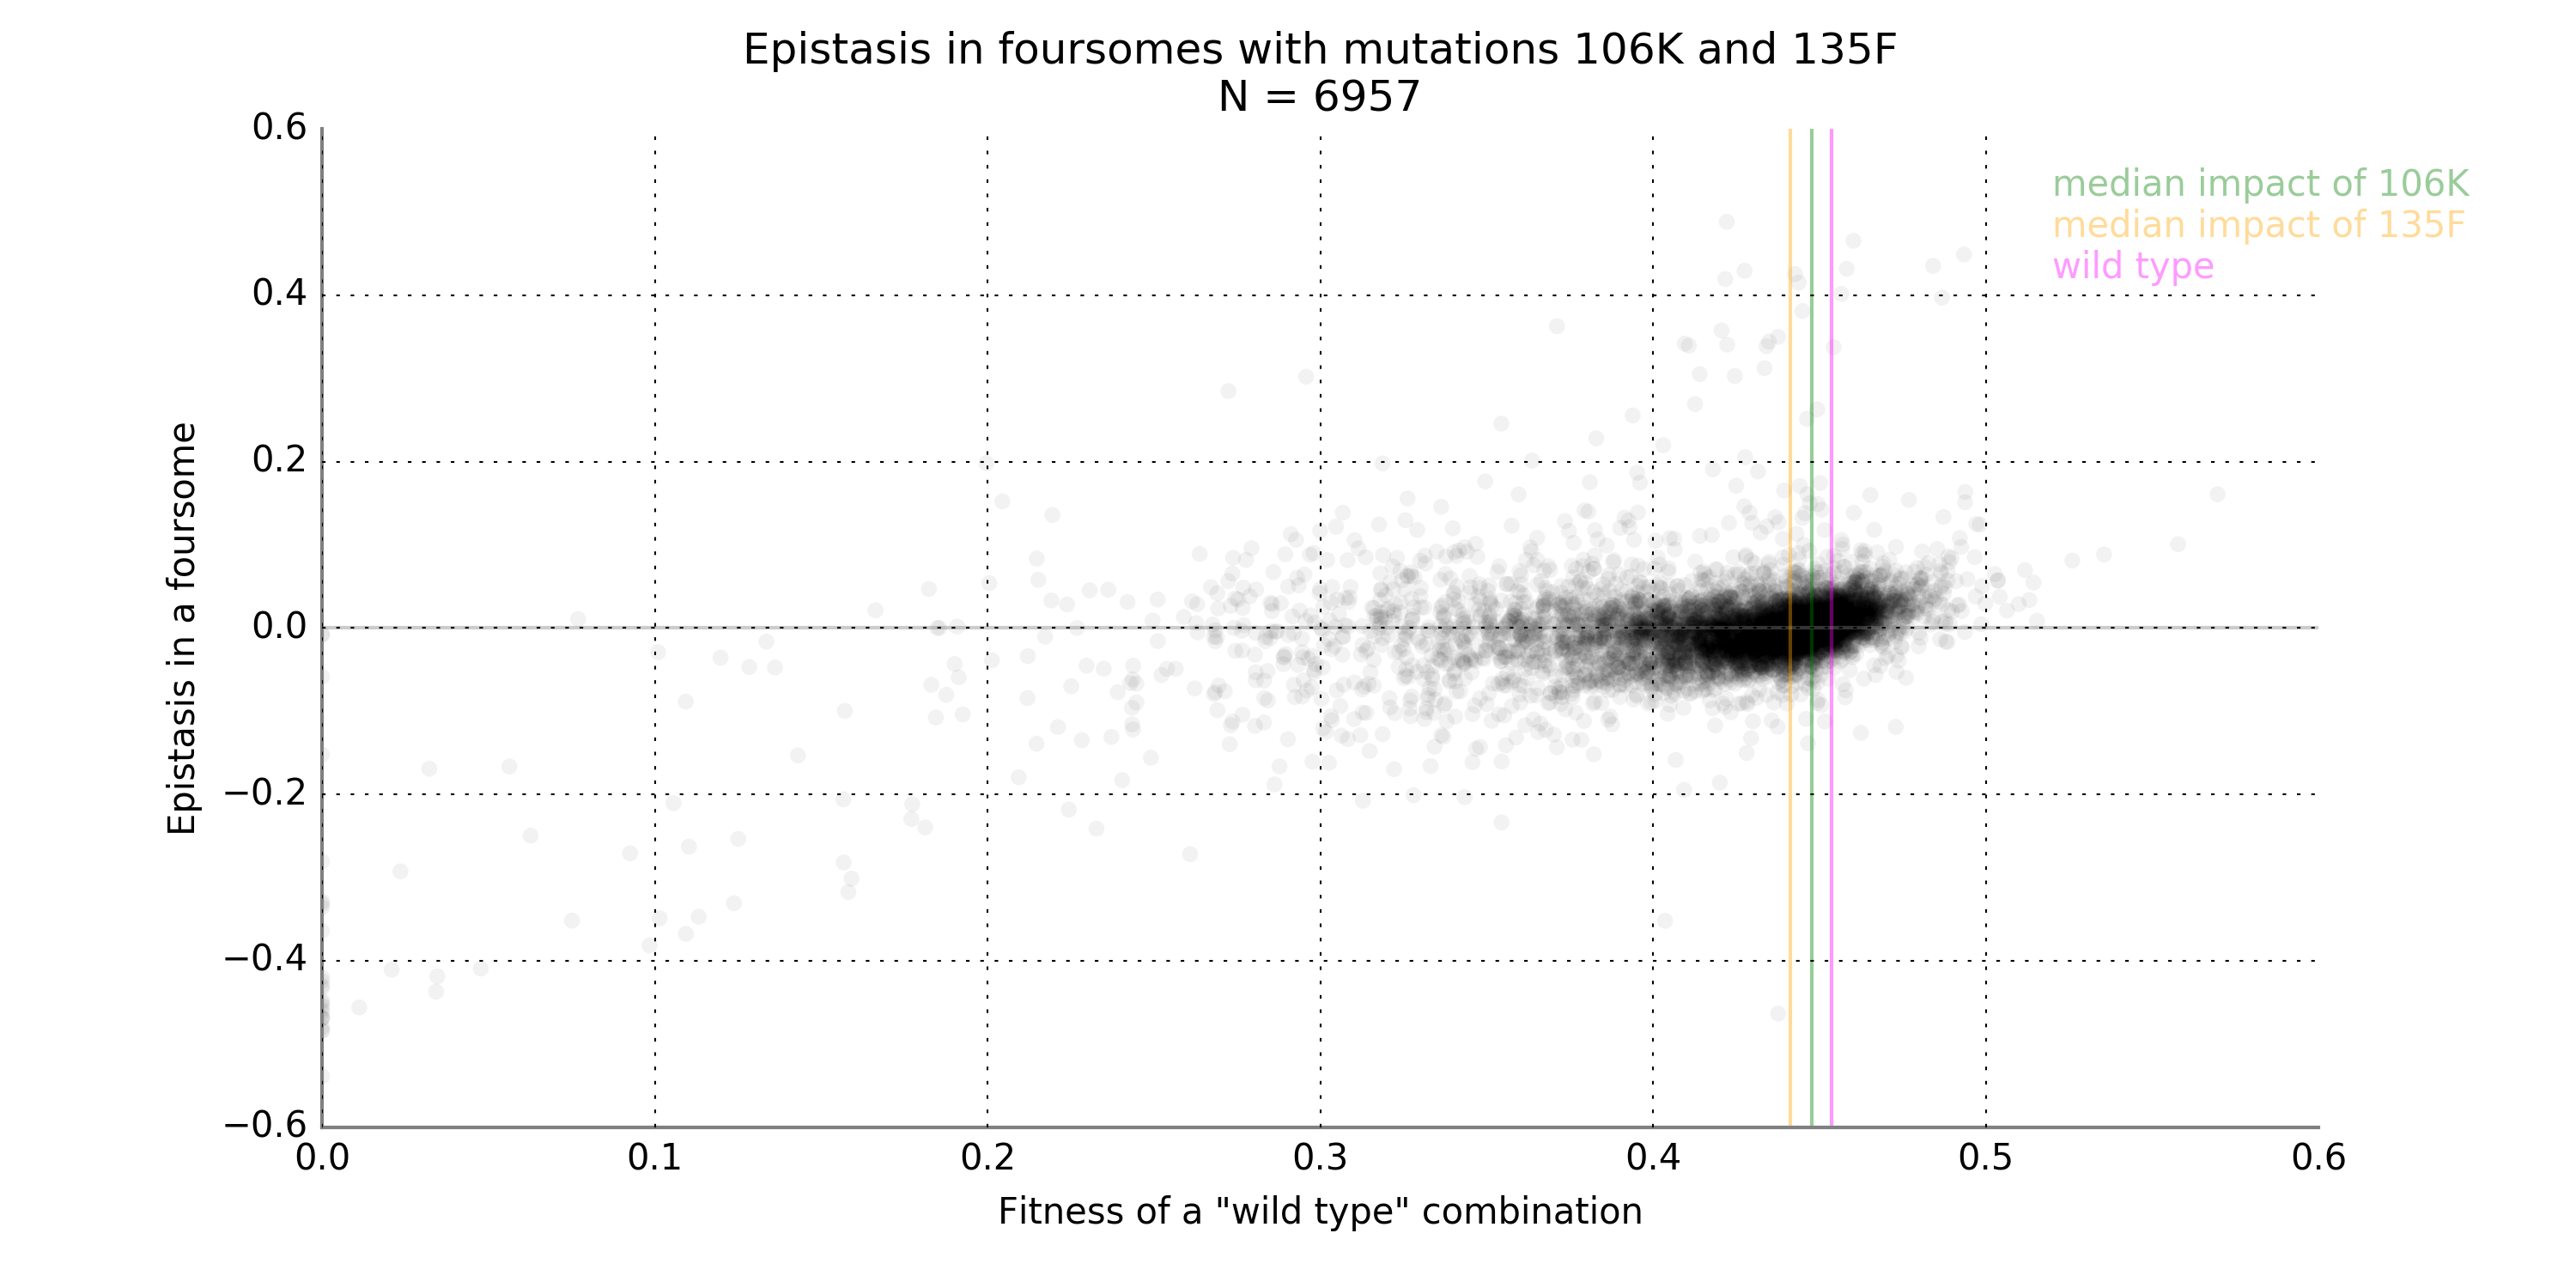 Epistasis in foursomes with mutations 106K and 135F
N = 6957
median impact of 106K
median impact of 135F
wild type
Epistasis in a foursome
0.6
0.4
0.2
0.0
−0.2
−0.4
−0.6
0.0 0.1 0.2 0.3 0.4 0.5 0.6
Fitness of a "wild type" combination